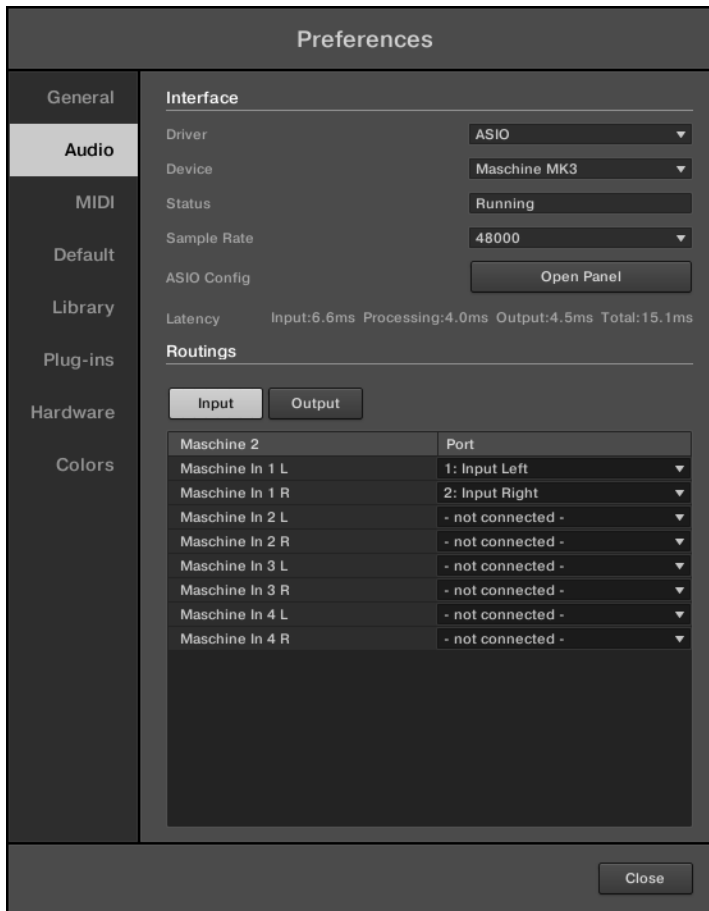 Preferences
General
Audio
MIDI
Default
Library
Plug-ins
Hardware
Colors
Interface
Driver ASIO
Device Maschine MK3
Status Running
Sample Rate 48000
ASIO Config Open Panel
Latency Input:6.6ms Processing:4.0ms Output:4.5ms Total:15.1ms
Routings
Input Output
Maschine 2 Port
Maschine In 1 L 1: Input Left
Maschine In 1 R 2: Input Right
Maschine In 2 L - not connected -
Maschine In 2 R - not connected -
Maschine In 3 L - not connected -
Maschine In 3 R - not connected -
Maschine In 4 L - not connected -
Maschine In 4 R - not connected -
Close